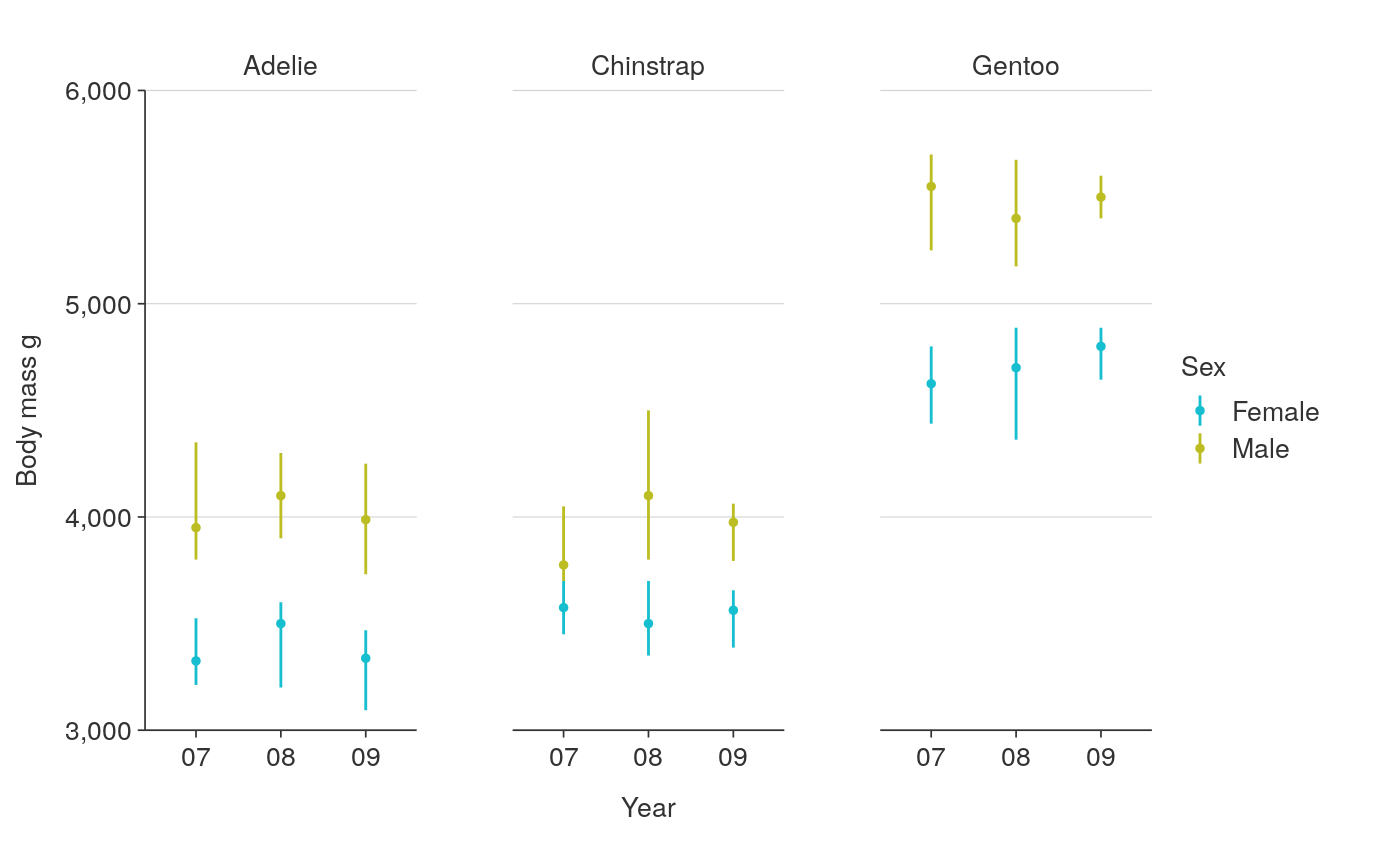 Adelie Chinstrap Gentoo
6,000
5,000
4,000
3,000
Body mass g
07 08 09 07 08 09 07 08 09
Year
Sex
Female
Male